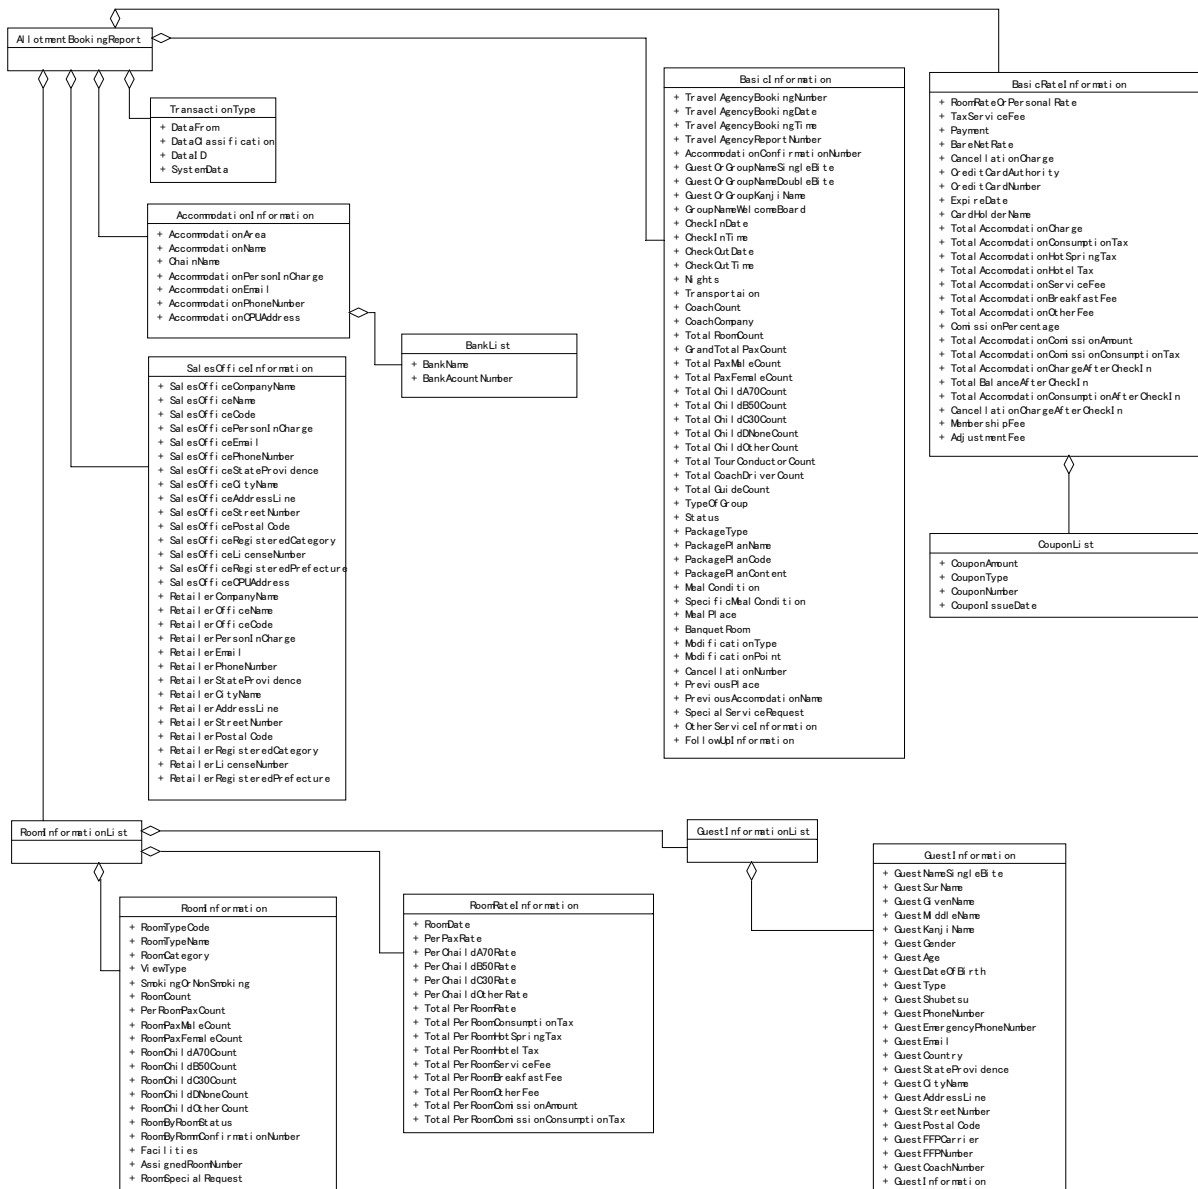 AllotmentBookingReport
TransactionType
+ DataFrom
+ DataClassification
+ DataID
+ SystemData
AccommodationInformation
+ AccommodationArea
+ AccommodationName
+ ChainName
+ AccommodationPersonInCharge
+ AccommodationEmail
+ AccommodationPhoneNumber
+ AccommodationCPUAddress
BankList
+ BankName
+ BankAcountNumber
SalesOfficeInformation
+ SalesOfficeCompanyName
+ SalesOfficeName
+ SalesOfficeCode
+ SalesOfficePersonInCharge
+ SalesOfficeEmail
+ SalesOfficePhoneNumber
+ SalesOfficeStateProvidence
+ SalesOfficeCityName
+ SalesOfficeAddressLine
+ SalesOfficeStreetNumber
+ SalesOfficePostalCode
+ SalesOfficeRegisteredCategory
+ SalesOfficeLicenseNumber
+ SalesOfficeRegisteredPrefecture
+ SalesOfficeCPUAddress
+ RetailerCompanyName
+ RetailerOfficeName
+ RetailerOfficeCode
+ RetailerPersonInCharge
+ RetailerEmail
+ RetailerPhoneNumber
+ RetailerStateProvidence
+ RetailerCityName
+ RetailerAddressLine
+ RetailerStreetNumber
+ RetailerPostalCode
+ RetailerRegisteredCategory
+ RetailerLicenseNumber
+ RetailerRegisteredPrefecture
BasicInformation
+ TravelAgencyBookingNumber
+ TravelAgencyBookingDate
+ TravelAgencyBookingTime
+ TravelAgencyReportNumber
+ AccommodationConfirmationNumber
+ GuestOrGroupNameSingleBite
+ GuestOrGroupNameDoubleBite
+ GuestOrGroupKanjiName
+ GroupNameWelcomeBoard
+ CheckInDate
+ CheckInTime
+ CheckOutDate
+ CheckOutTime
+ Nights
+ Transportaion
+ CoachCount
+ CoachCompany
+ TotalRoomCount
+ GrandTotalPaxCount
+ TotalPaxMaleCount
+ TotalPaxFemaleCount
+ TotalChildA70Count
+ TotalChildB50Count
+ TotalChildC30Count
+ TotalChildDNoneCount
+ TotalChildOtherCount
+ TotalTourConductorCount
+ TotalCoachDriverCount
+ TotalGuideCount
+ TypeOfGroup
+ Status
+ PackageType
+ PackagePlanName
+ PackagePlanCode
+ PackagePlanContent
+ MealCondition
+ SpecificMealCondition
+ MealPlace
+ BanquetRoom
+ ModificationType
+ ModificationPoint
+ CancellationNumber
+ PreviousPlace
+ PreviousAccomodationName
+ SpecialServiceRequest
+ OtherServiceInformation
+ FollowUpInformation
BasicRateInformation
+ RoomRateOrPersonalRate
+ TaxServiceFee
+ Payment
+ BareNetRate
+ CancellationCharge
+ CreditCardAuthority
+ CreditCardNumber
+ ExpireDate
+ CardHolderName
+ TotalAccomodationCharge
+ TotalAccomodationConsumptionTax
+ TotalAccomodationHotSpringTax
+ TotalAccomodationHotelTax
+ TotalAccomodationServiceFee
+ TotalAccomodationBreakfastFee
+ TotalAccomodationOtherFee
+ ComissionPercentage
+ TotalAccomodationComissionAmount
+ TotalAccomodationComissionConsumptionTax
+ TotalAccomodationChargeAfterCheckIn
+ TotalBalanceAfterCheckIn
+ TotalAccomodationConsumptionAfterCheckIn
+ CancellationChargeAfterCheckIn
+ MembershipFee
+ AdjustmentFee
CouponList
+ CouponAmount
+ CouponType
+ CouponNumber
+ CouponIssueDate
RoomInformationList
RoomInformation
+ RoomTypeCode
+ RoomTypeName
+ RoomCategory
+ ViewType
+ SmokingOrNonSmoking
+ RoomCount
+ PerRoomPaxCount
+ RoomPaxMaleCount
+ RoomPaxFemaleCount
+ RoomChildA70Count
+ RoomChildB50Count
+ RoomChildC30Count
+ RoomChildDNoneCount
+ RoomChildOtherCount
+ RoomByRoomStatus
+ RoomByRommConfirmationNumber
+ Facilities
+ AssignedRoomNumber
+ RoomSpecialRequest
RoomRateInformation
+ RoomDate
+ PerPaxRate
+ PerChaildA70Rate
+ PerChaildB50Rate
+ PerChaildC30Rate
+ PerChaildOtherRate
+ TotalPerRoomRate
+ TotalPerRoomConsumptionTax
+ TotalPerRoomHotSpringTax
+ TotalPerRoomHotelTax
+ TotalPerRoomServiceFee
+ TotalPerRoomBreakfastFee
+ TotalPerRoomOtherFee
+ TotalPerRoomComissionAmount
+ TotalPerRoomComissionConsumptionTax
GuestInformationList
GuestInformation
+ GuestNameSingleBite
+ GuestSurName
+ GuestGivenName
+ GuestMiddleName
+ GuestKanjiName
+ GuestGender
+ GuestAge
+ GuestDateOfBirth
+ GuestType
+ GuestShubetsu
+ GuestPhoneNumber
+ GuestEmergencyPhoneNumber
+ GuestEmail
+ GuestCountry
+ GuestStateProvidence
+ GuestCityName
+ GuestAddressLine
+ GuestStreetNumber
+ GuestPostalCode
+ GuestFFPCarrier
+ GuestFFPNumber
+ GuestCoachNumber
+ GuestInformation